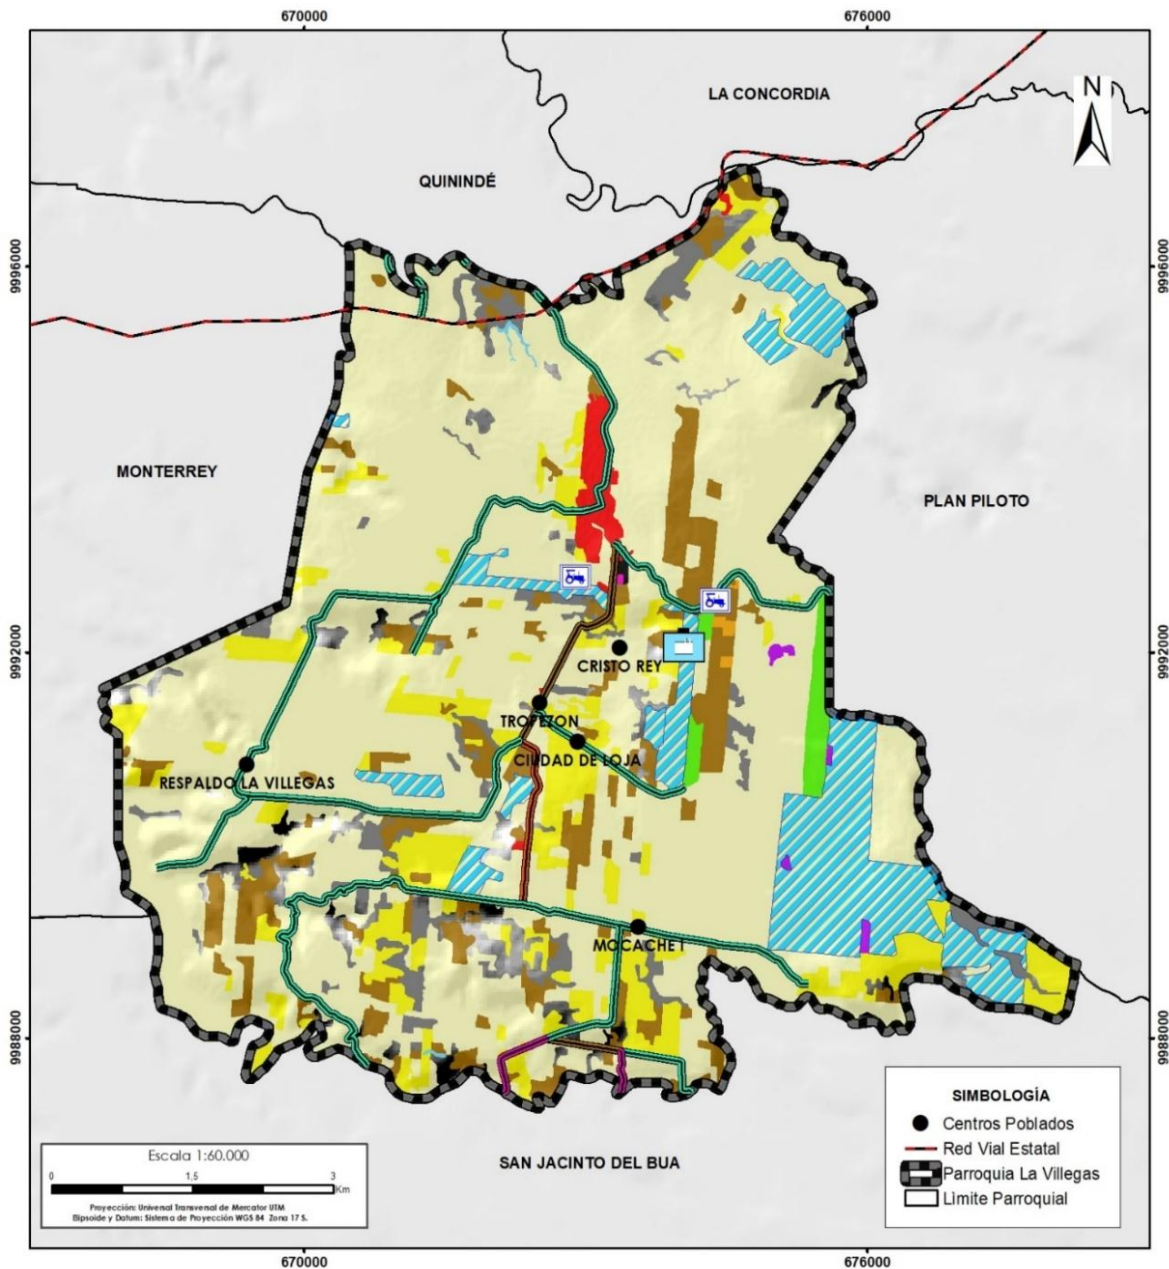 670000
676000
LA CONCORDIA
N
QUININDÉ
9996000
9996000
MONTERREY
PLAN PILOTO
9992000
9992000
CRISTO REY
TROPEZON
CIUDAD DE LOJA
RESPALDO LA VILLEGAS
MOCACHE 1
9988000
9988000
SAN JACINTO DEL BUA
SIMBOLOGÍA
Centros Poblados
Red Vial Estatal
Parroquia La Villegas
Límite Parroquial
Escala 1:60.000
0 1,5 3
Km
Proyección: Universal Transversal de Mercator UTM
Elipsoide y Datum: Sistema de Proyección WGS 84 Zona 17 S.
670000
676000